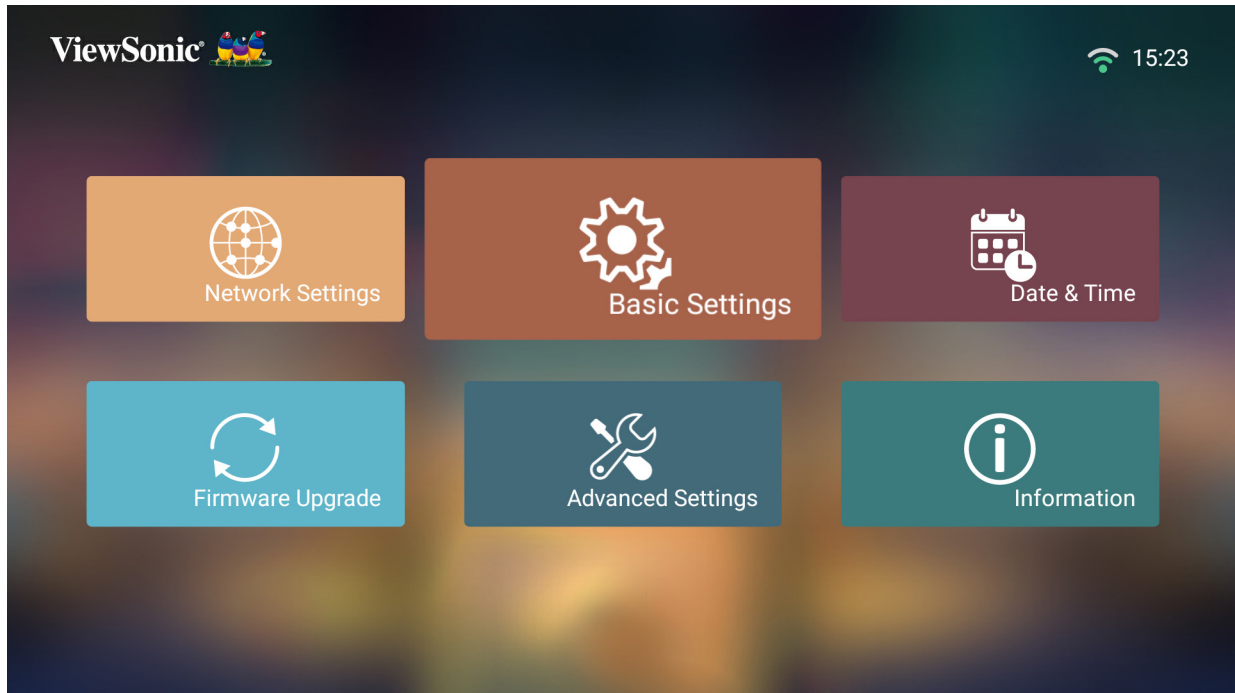 ViewSonic®
15:23
Network Settings
Basic Settings
Date & Time
Firmware Upgrade
Advanced Settings
Information